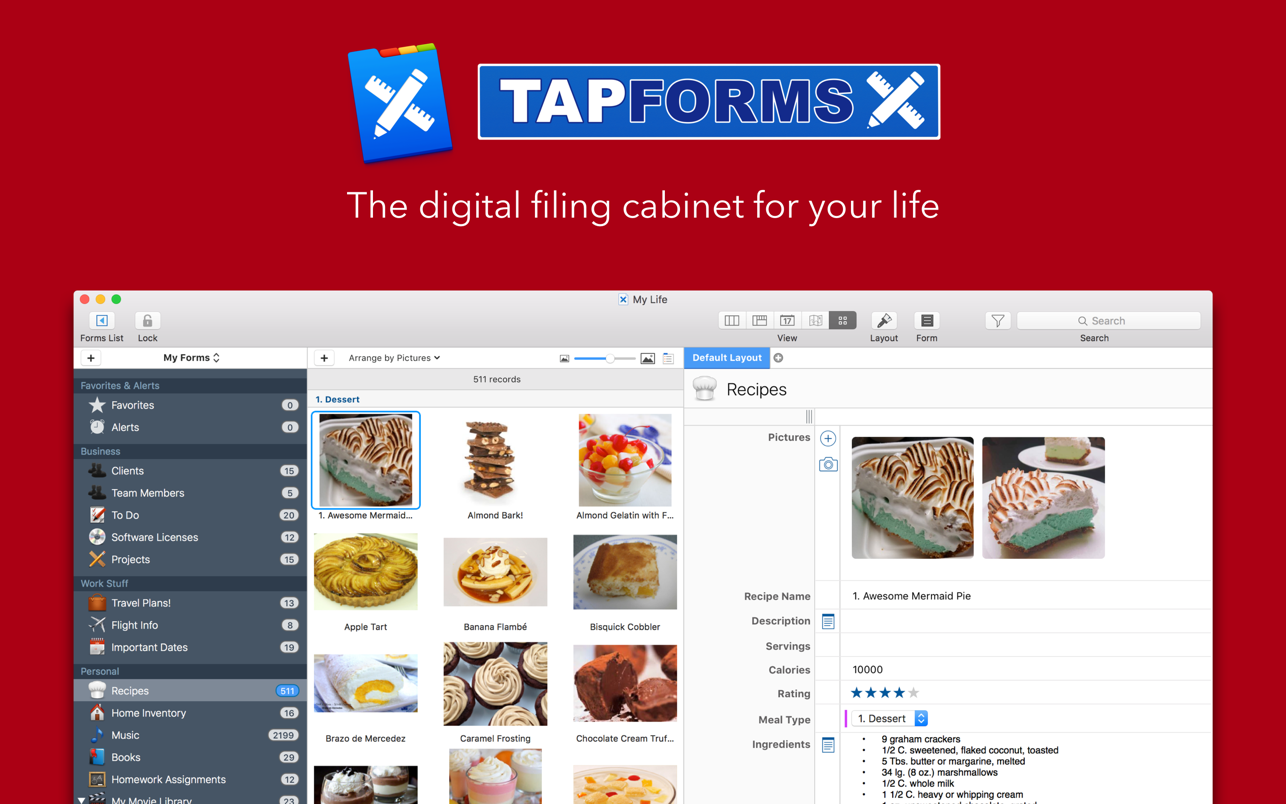 TAPFORMS
The digital filing cabinet for your life
My Life
Forms List
Lock
17
View
Layout
Form
Search
Search
My Forms
Arrange by Pictures
Default Layout
511 records
Favorites & Alerts
Favorites 0
Alerts 0
Business
Clients 15
Team Members 5
To Do 20
Software Licenses 12
Projects 15
Work Stuff
Travel Plans! 13
Flight Info 8
Important Dates 19
Personal
Recipes 511
Home Inventory 16
Music 2199
Books 29
Homework Assignments 12
My Movie Library 23
1. Dessert
1. Awesome Mermaid...
Almond Bark!
Almond Gelatin with F...
Apple Tart
Banana Flambé
Bisquick Cobbler
Brazo de Mercedez
Caramel Frosting
Chocolate Cream Truf...
Recipes
Pictures
Recipe Name 1. Awesome Mermaid Pie
Description
Servings
Calories 10000
Rating
Meal Type 1. Dessert
Ingredients
• 9 graham crackers
• 1/2 C. sweetened, flaked coconut, toasted
• 5 Tbs. butter or margarine, melted
• 34 lg. (8 oz.) marshmallows
• 1/2 C. whole milk
• 1 1/2 C. heavy or whipping cream